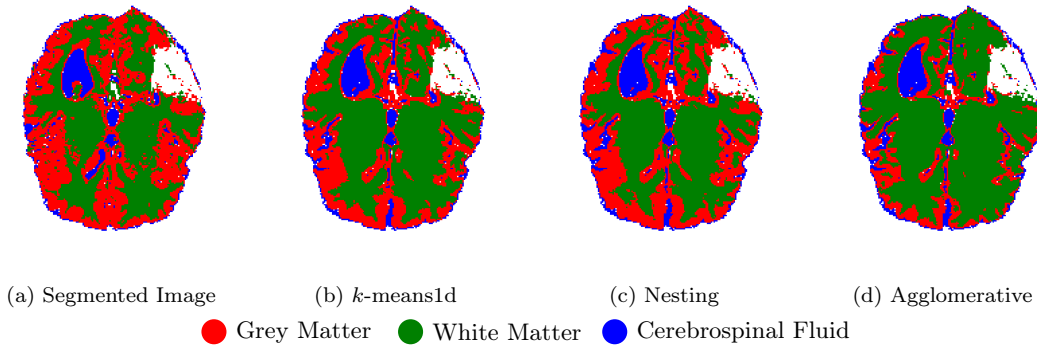 (a) Segmented Image
(b) k-means1d
(c) Nesting
(d) Agglomerative
Grey Matter
White Matter
Cerebrospinal Fluid